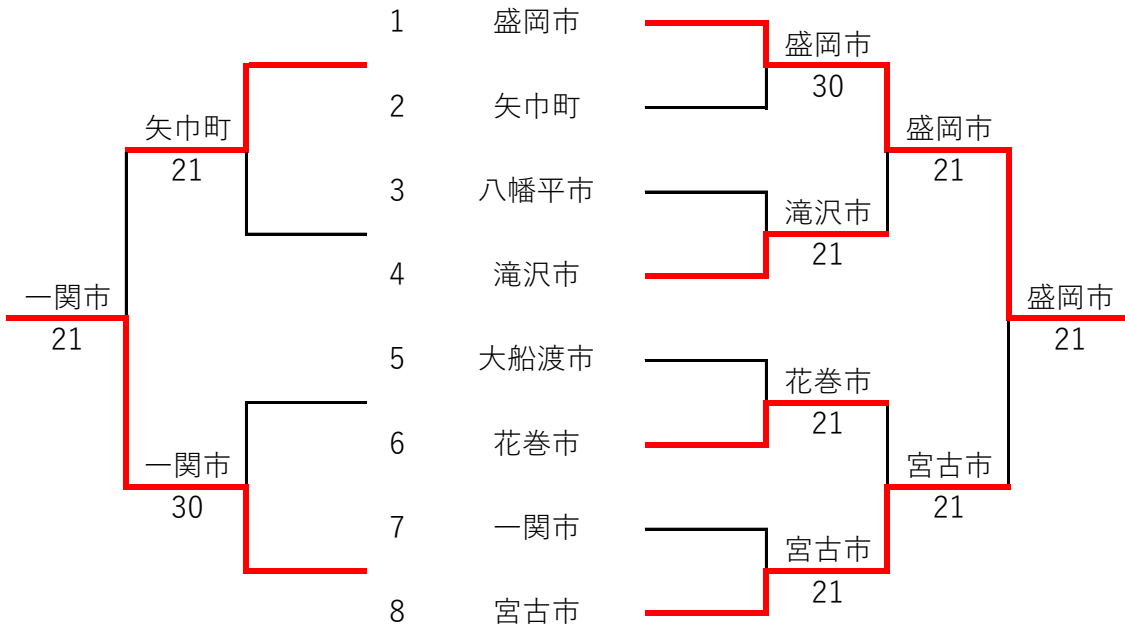 1 盛岡市
盛岡市
30
2 矢巾町
矢巾町
21
盛岡市
21
3 八幡平市
滝沢市
21
4 滝沢市
一関市
21
盛岡市
21
5 大船渡市
花巻市
21
6 花巻市
一関市
30
宮古市
21
7 一関市
宮古市
21
8 宮古市